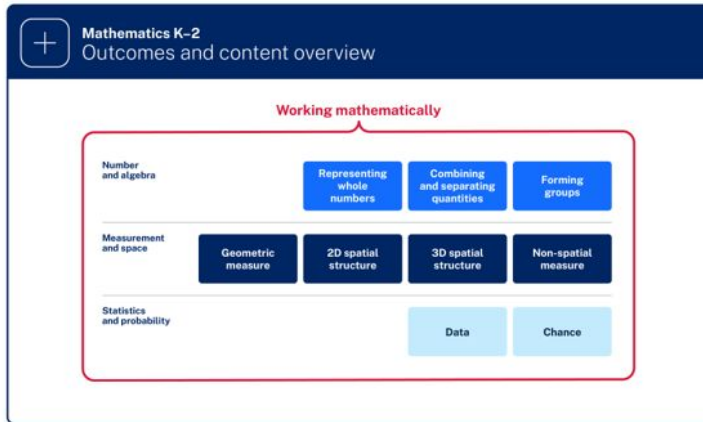 Mathematics K–2
Outcomes and content overview
Working mathematically
Number
and algebra
Representing
whole
numbers
Combining
and separating
quantities
Forming
groups
Measurement
and space
Geometric
measure
2D spatial
structure
3D spatial
structure
Non-spatial
measure
Statistics
and probability
Data
Chance